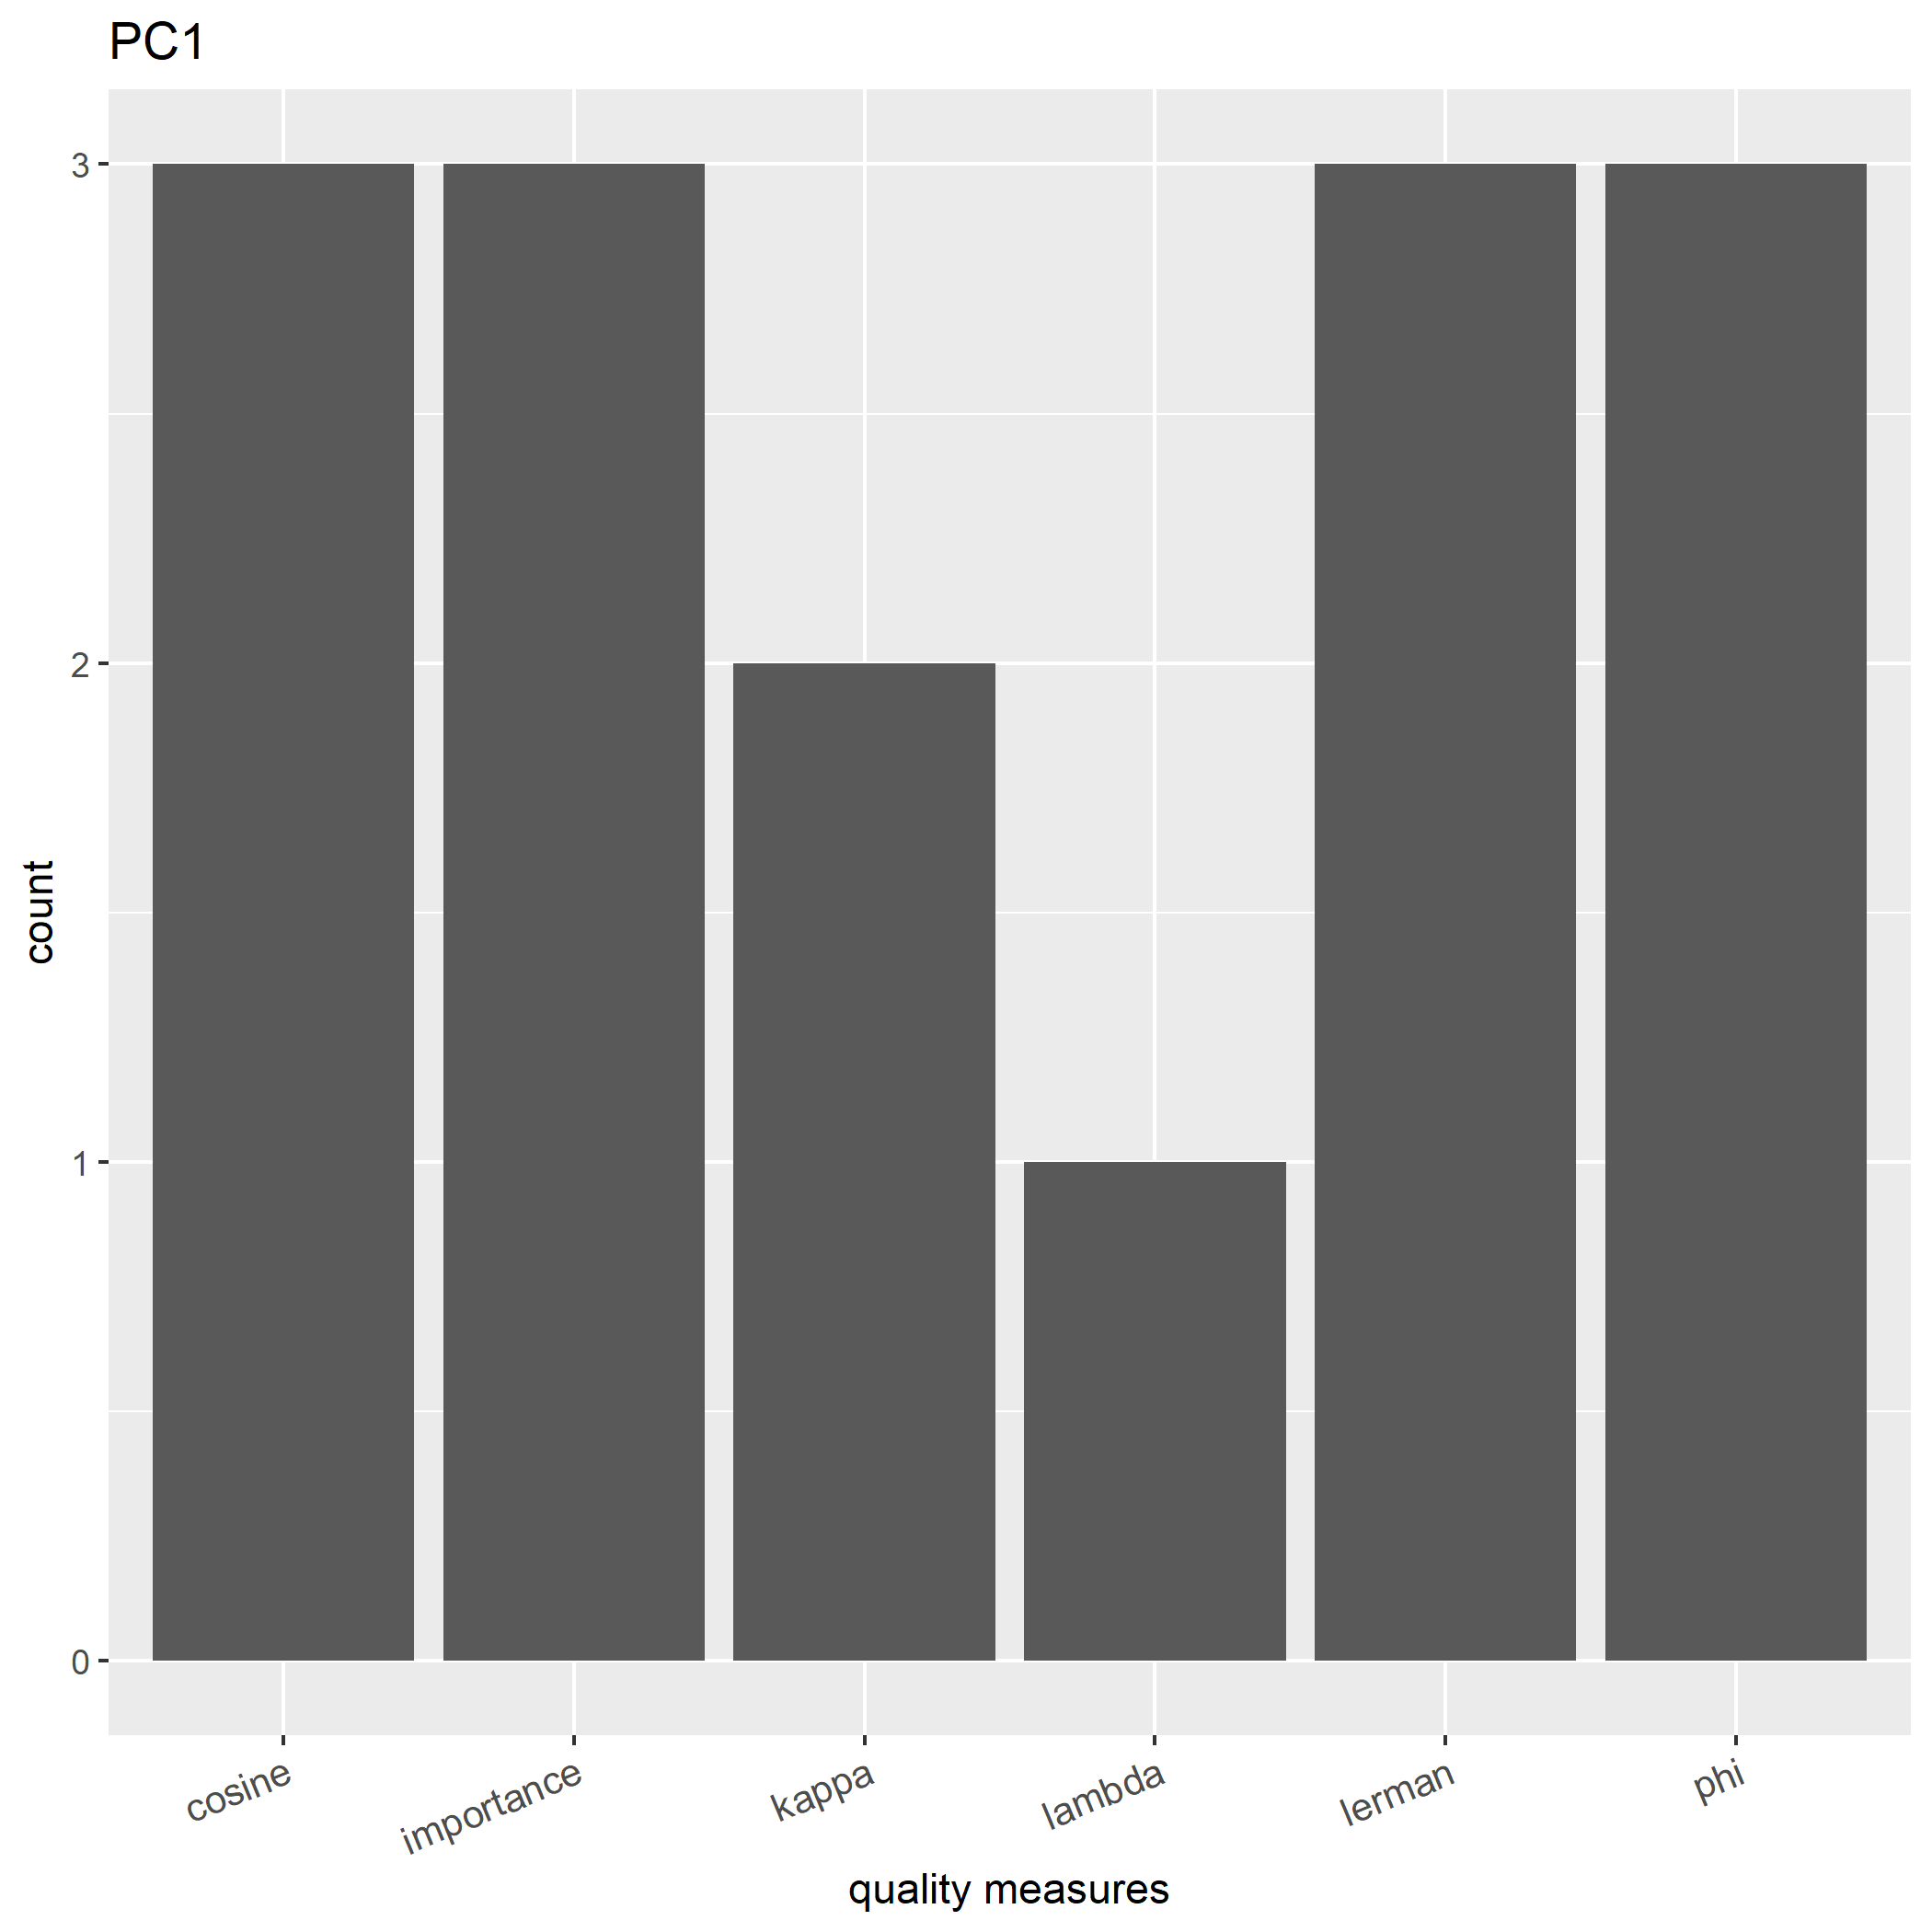 PC1
3
2
1
0
count
cosine
importance
kappa
lambda
lerman
phi
quality measures